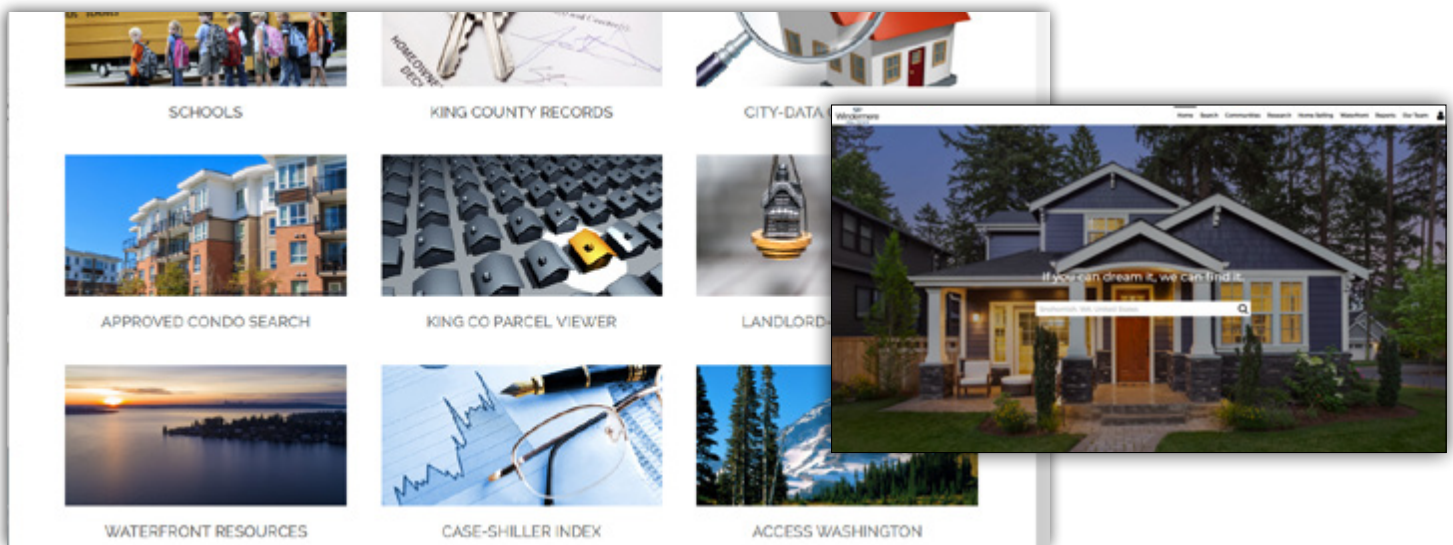 SCHOOLS
KING COUNTY RECORDS
CITY-DATA
HOMEOWNE
APPROVED CONDO SEARCH
KING CO PARCEL VIEWER
LANDLORD-
WATERFRONT RESOURCES
CASE-SHILLER INDEX
ACCESS WASHINGTON
Windermere
Home Search Communities Research Home Selling Waterfront Reports Our Team
If you can dream it, we can find it.